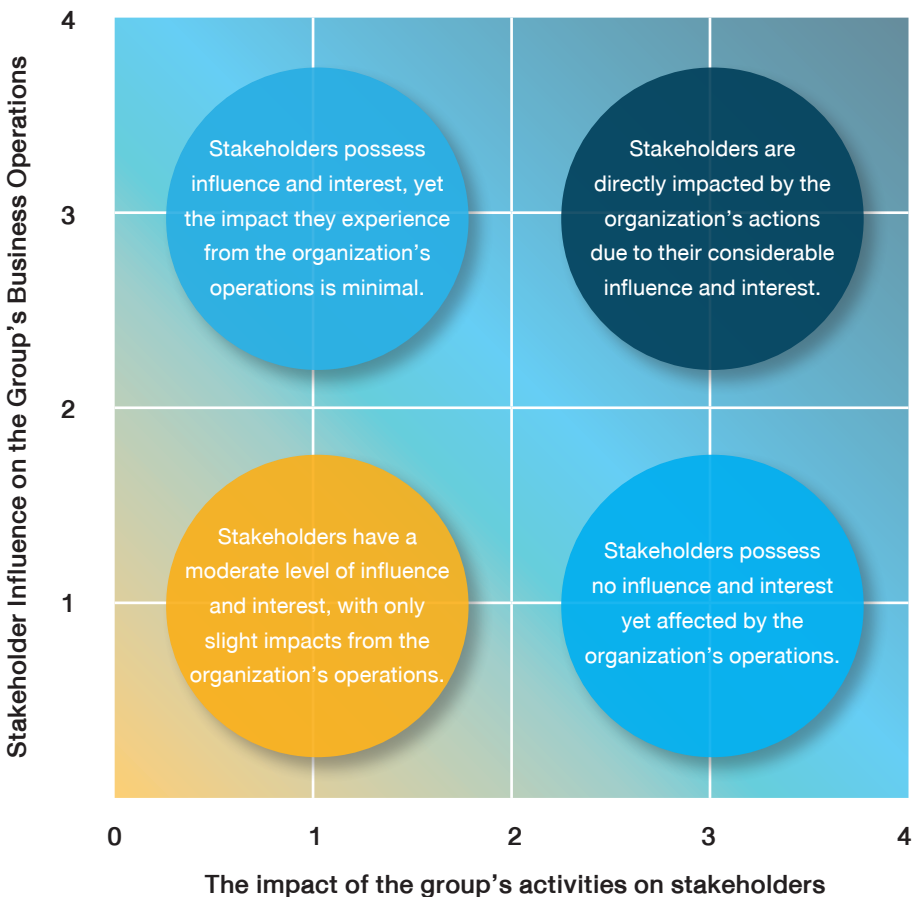 Stakeholder Influence on the Group's Business Operations
4
3
2
1
Stakeholders possess
influence and interest, yet
the impact they experience
from the organization's
operations is minimal.
Stakeholders are
directly impacted by the
organization's actions
due to their considerable
influence and interest.
Stakeholders have a
moderate level of influence
and interest, with only
slight impacts from the
organization's operations.
Stakeholders possess
no influence and interest
yet affected by the
organization's operations.
0 1 2 3 4
The impact of the group's activities on stakeholders